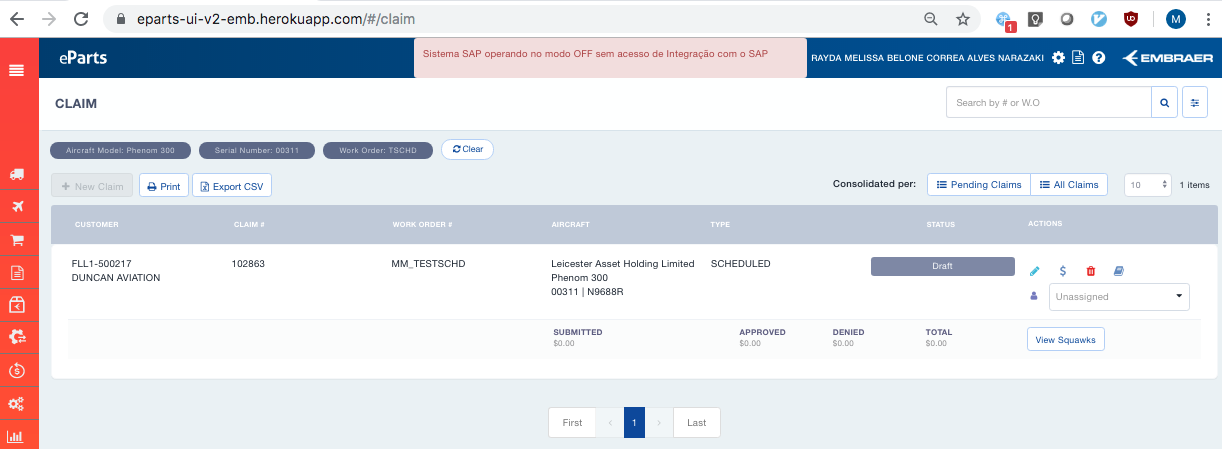 eparts-ui-v2-emb.herokuapp.com/#/claim
1
M
eParts
Sistema SAP operando no modo OFF sem acesso de Integração com o SAP
RAYDA MELISSA BELONE CORREA ALVES NARAZAKI
EMBRAER
CLAIM
Search by # or W.O
Aircraft Model: Phenom 300
Serial Number: 00311
Work Order: TSCHD
Clear
+ New Claim
Print
Export CSV
Consolidated per:
Pending Claims
All Claims
10
1 items
CUSTOMER CLAIM # WORK ORDER # AIRCRAFT TYPE STATUS ACTIONS
FLL1-500217 102863 MM_TESTSCHD Leicester Asset Holding Limited SCHEDULED Draft
DUNCAN AVIATION Phenom 300
00311 | N9688R
Unassigned
SUBMITTED APPROVED DENIED TOTAL
$0.00 $0.00 $0.00 $0.00
View Squawks
First ‹ 1 › Last